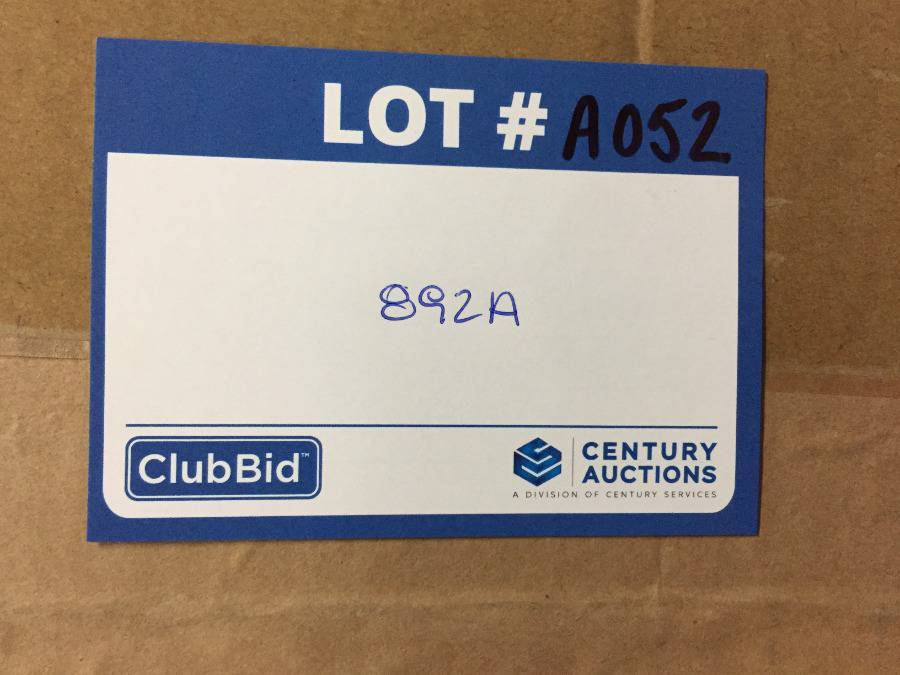 LOT # A052
892A
ClubBid™
CENTURY
AUCTIONS
A DIVISION OF CENTURY SERVICES